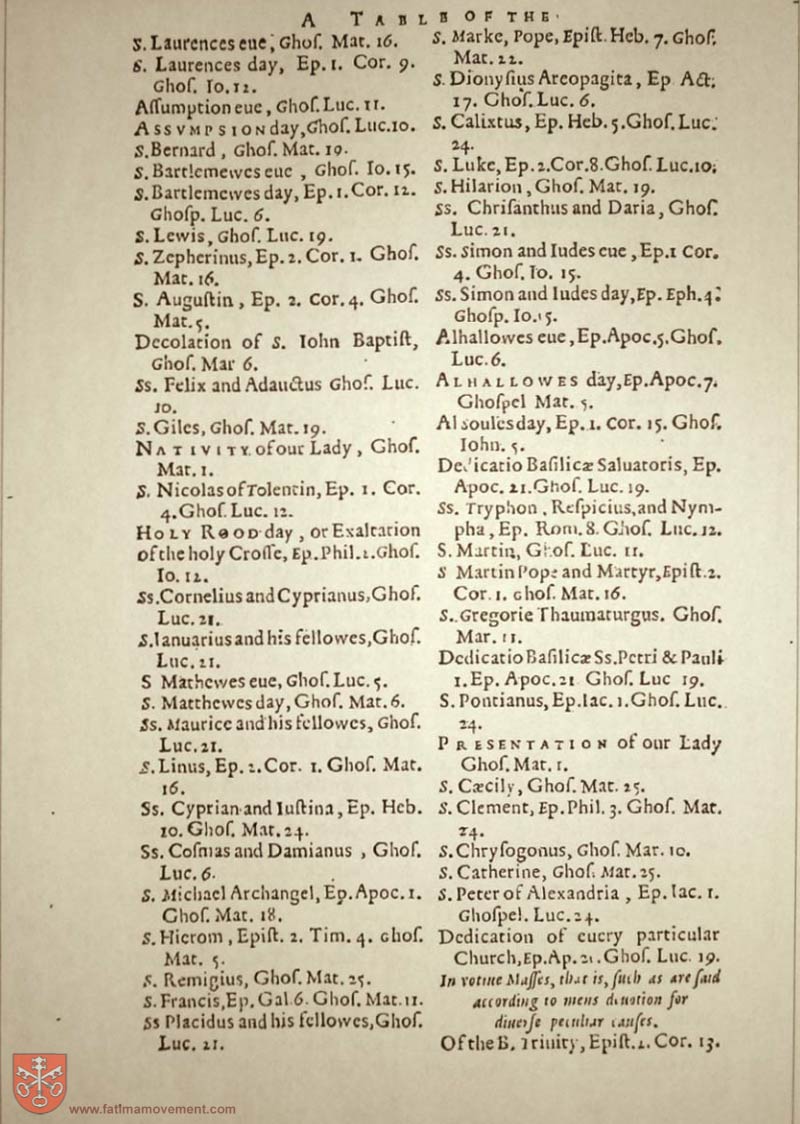 A TABLE OF THE
S. Laurences eue, Ghoſ. Mat. 16.
S. Laurences day, Ep. 1. Cor. 9.
Ghoſ. Io. 12.
Aſſumption eue, Ghoſ. Luc. 11.
ASSVMPSION day, Ghoſ. Luc. 10.
S. Bernard, Ghoſ. Mat. 19.
S. Bartlemewes eue, Ghoſ. Io. 15.
S. Bartlemewes day, Ep. 1. Cor. 12.
Ghoſp. Luc. 6.
S. Lewis, Ghoſ. Luc. 19.
S. Zepherinus, Ep. 2. Cor. 1. Ghoſ.
Mat. 16.
S. Auguſtin, Ep. 2. Cor. 4. Ghoſ.
Mat. 5.
Decolation of S. Iohn Baptiſt,
Ghoſ. Mar 6.
Ss. Felix and Adauctus Ghoſ. Luc.
10.
S. Giles, Ghoſ. Mat. 19.
NATIVITY of our Lady, Ghoſ.
Mat. 1.
S. Nicolas of Tolentin, Ep. 1. Cor.
4. Ghoſ. Luc. 12.
HOLY ROOD day, or Exaltation
of the holy Croſſe, Ep. Phil. 2. Ghoſ.
Io. 12.
Ss. Cornelius and Cyprianus, Ghoſ.
Luc. 21.
S. Ianuarius and his fellowes, Ghoſ.
Luc. 21.
S Mathewes eue, Ghoſ. Luc. 5.
S. Matthewes day, Ghoſ. Mat. 6.
Ss. Maurice and his fellowes, Ghoſ.
Luc. 21.
S. Linus, Ep. 2. Cor. 1. Ghoſ. Mat.
16.
Ss. Cyprian and Iuſtina, Ep. Heb.
10. Ghoſ. Mat. 24.
Ss. Coſmas and Damianus, Ghoſ.
Luc. 6.
S. Michael Archangel, Ep. Apoc. 1.
Ghoſ. Mat. 18.
S. Hierom, Epiſt. 2. Tim. 4. Ghoſ.
Mat. 5.
S. Remigius, Ghoſ. Mat. 25.
S. Francis, Ep. Gal 6. Ghoſ. Mat. 11.
Ss Placidus and his fellowes, Ghoſ.
Luc. 21.
S. Marke, Pope, Epiſt. Heb. 7. Ghoſ.
Mat. 22.
S. Dionyſius Areopagita, Ep Act.
17. Ghoſ. Luc. 6.
S. Calixtus, Ep. Heb. 5. Ghoſ. Luc.
24.
S. Luke, Ep. 2. Cor. 8. Ghoſ. Luc. 10.
S. Hilarion, Ghoſ. Mat. 19.
Ss. Chriſanthus and Daria, Ghoſ.
Luc. 21.
Ss. Simon and Iudes eue, Ep. 1 Cor.
4. Ghoſ. Io. 15.
Ss. Simon and Iudes day, Ep. Eph. 4.
Ghoſp. Io. 15.
Alhallowes eue, Ep. Apoc. 5. Ghoſ.
Luc. 6.
ALHALLOWES day, Ep. Apoc. 7.
Ghoſpel Mat. 5.
Al soules day, Ep. 1. Cor. 15. Ghoſ.
Iohn. 5.
Dedicatio Baſilicæ Saluatoris, Ep.
Apoc. 21. Ghoſ. Luc. 19.
Ss. Tryphon, Reſpicius, and Nym-
pha, Ep. Rom. 8. Ghoſ. Luc. 12.
S. Martin, Ghoſ. Luc. 11.
S Martin Pope and Martyr, Epiſt. 2.
Cor. 1. Ghoſ. Mat. 16.
S. Gregorie Thaumaturgus. Ghoſ.
Mar. 11.
Dedicatio Baſilicæ Ss. Petri & Pauli
1. Ep. Apoc. 21 Ghoſ. Luc 19.
S. Pontianus, Ep. Iac. 1. Ghoſ. Luc.
24.
PRESENTATION of our Lady
Ghoſ. Mat. 1.
S. Cæcily, Ghoſ. Mat. 25.
S. Clement, Ep. Phil. 3. Ghoſ. Mat.
24.
S. Chryſogonus, Ghoſ. Mar. 10.
S. Catherine, Ghoſ. Mat. 25.
S. Peter of Alexandria, Ep. Iac. 1.
Ghoſpel. Luc. 24.
Dedication of euery particular
Church, Ep. Ap. 21. Ghoſ. Luc. 19.
In votiue Maſſes, that is, ſuch as are ſaid
according to mens deuotion for
diuerſe peculiar cauſes.
Of the B. Trinity, Epiſt. 2. Cor. 13.
www.fatimamovement.com